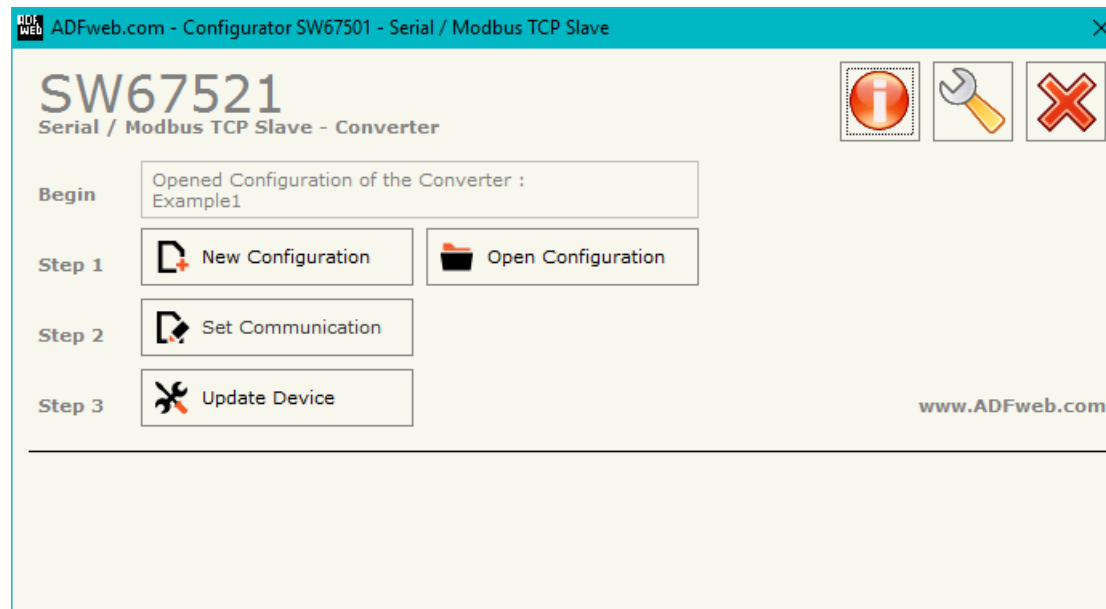 ADF WEB ADFweb.com - Configurator SW67501 - Serial / Modbus TCP Slave
SW67521
Serial / Modbus TCP Slave - Converter
Begin
Opened Configuration of the Converter :
Example1
Step 1
New Configuration
Open Configuration
Step 2
Set Communication
Step 3
Update Device
www.ADFweb.com